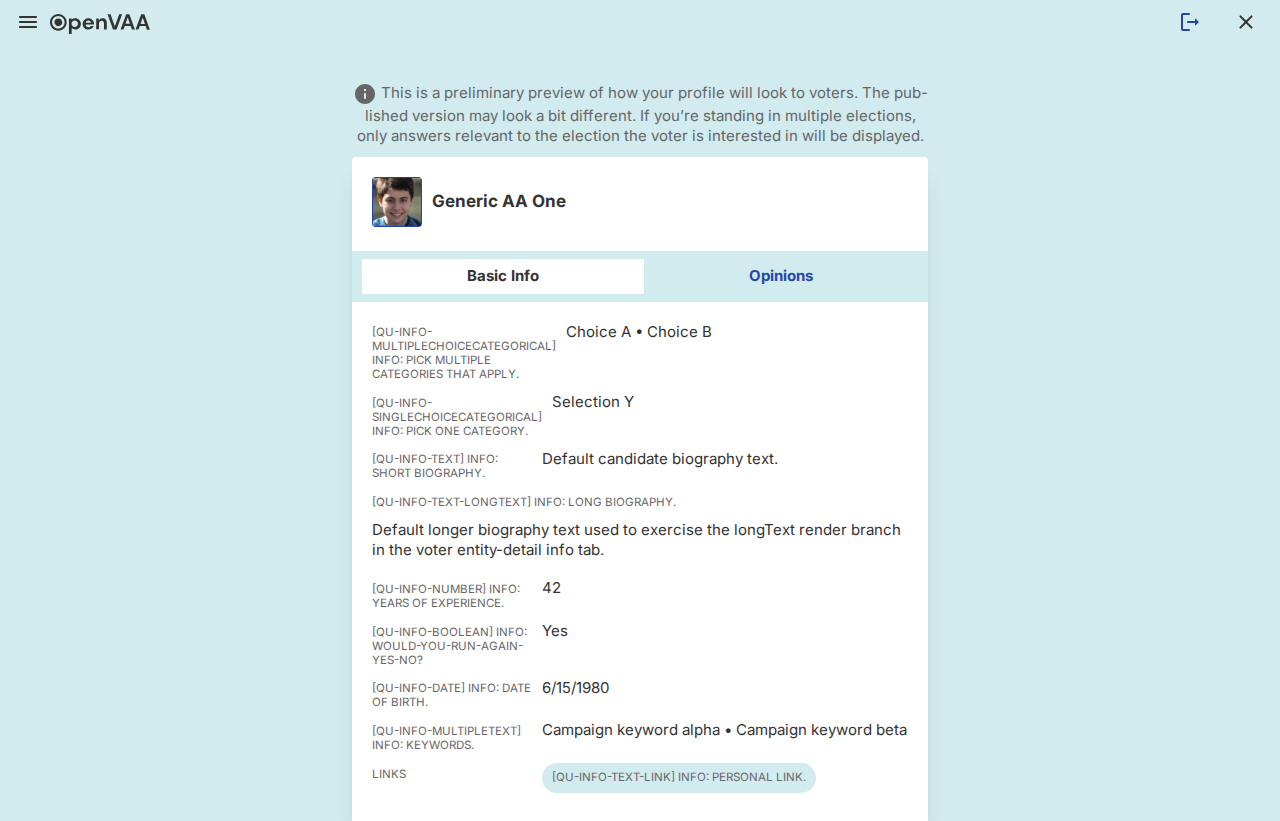 OpenVAA
This is a preliminary preview of how your profile will look to voters. The pub-
lished version may look a bit different. If you’re standing in multiple elections,
only answers relevant to the election the voter is interested in will be displayed.
Generic AA One
Basic Info
Opinions
[QU-INFO-
MULTIPLECHOICECATEGORICAL]
INFO: PICK MULTIPLE
CATEGORIES THAT APPLY.
Choice A • Choice B
[QU-INFO-
SINGLECHOICECATEGORICAL]
INFO: PICK ONE CATEGORY.
Selection Y
[QU-INFO-TEXT] INFO:
SHORT BIOGRAPHY.
Default candidate biography text.
[QU-INFO-TEXT-LONGTEXT] INFO: LONG BIOGRAPHY.
Default longer biography text used to exercise the longText render branch
in the voter entity-detail info tab.
[QU-INFO-NUMBER] INFO:
YEARS OF EXPERIENCE.
42
[QU-INFO-BOOLEAN] INFO:
WOULD-YOU-RUN-AGAIN-
YES-NO?
Yes
[QU-INFO-DATE] INFO: DATE
OF BIRTH.
6/15/1980
[QU-INFO-MULTIPLETEXT]
INFO: KEYWORDS.
Campaign keyword alpha • Campaign keyword beta
LINKS
[QU-INFO-TEXT-LINK] INFO: PERSONAL LINK.